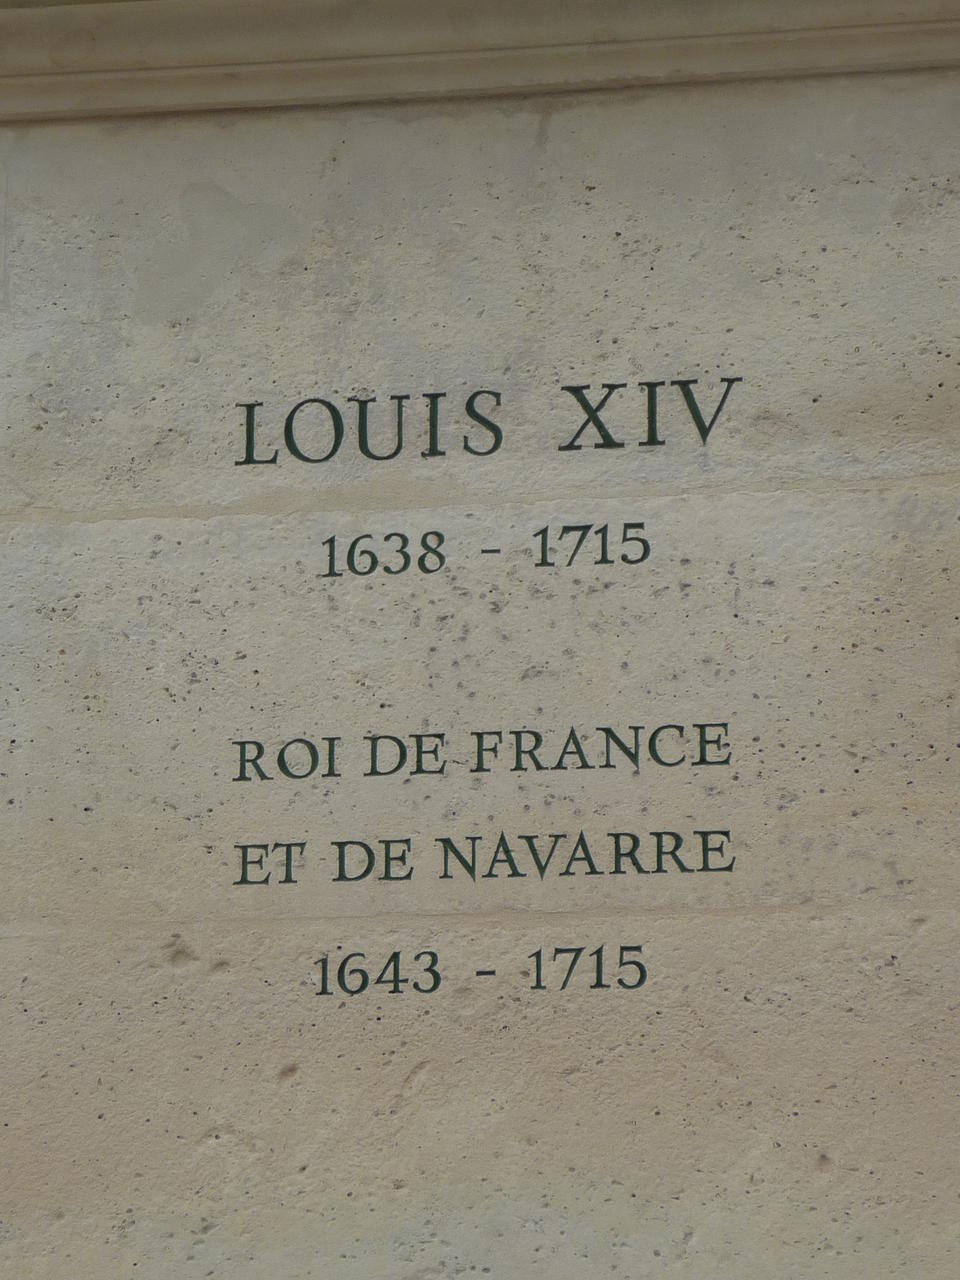 LOUIS XIV
1638 - 1715
ROI DE FRANCE
ET DE NAVARRE
1643 - 1715